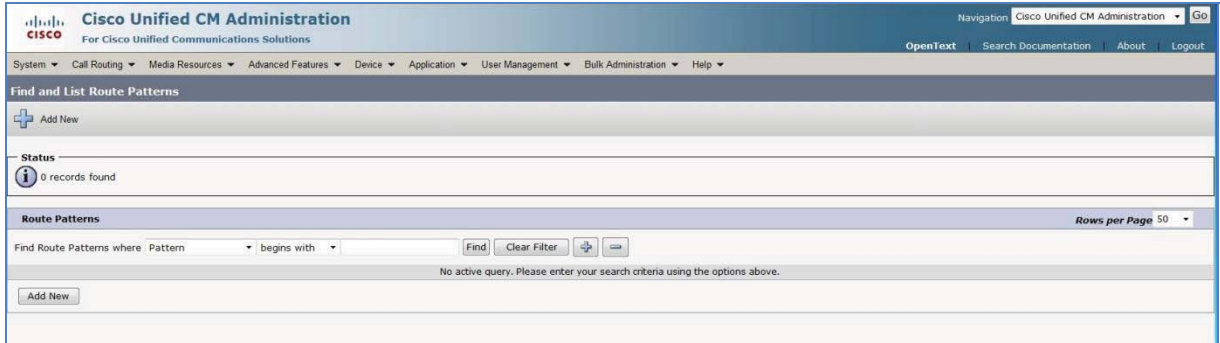 Cisco Unified CM Administration
CISCO
For Cisco Unified Communications Solutions
Navigation Cisco Unified CM Administration Go
OpenText Search Documentation About Logout
System Call Routing Media Resources Advanced Features Device Application User Management Bulk Administration Help
Find and List Route Patterns
Add New
Status
0 records found
Route Patterns Rows per Page 50
Find Route Patterns where Pattern begins with Find Clear Filter
No active query. Please enter your search criteria using the options above.
Add New